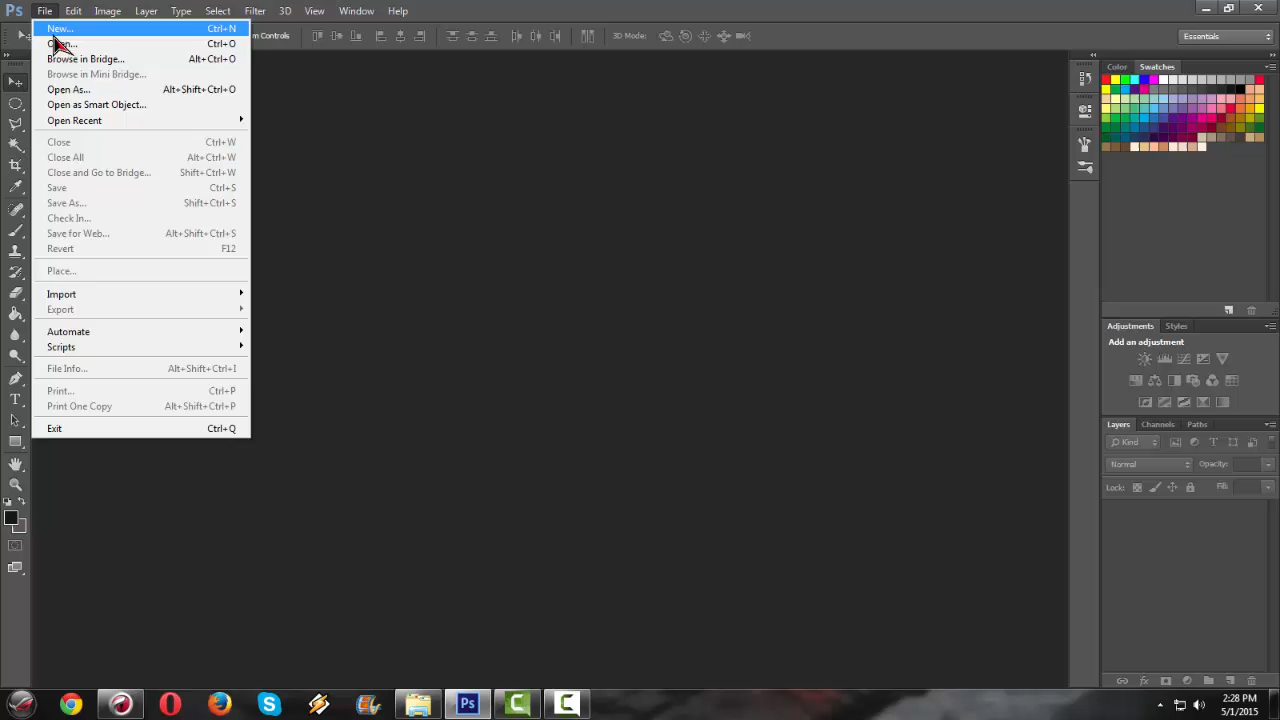 Ps File Edit Image Layer Type Select Filter 3D View Window Help
Controls 3D Mode: Essentials
New... Ctrl+N
Open... Ctrl+O
Browse in Bridge... Alt+Ctrl+O
Browse in Mini Bridge...
Open As... Alt+Shift+Ctrl+O
Open as Smart Object...
Open Recent
Close Ctrl+W
Close All Alt+Ctrl+W
Close and Go to Bridge... Shift+Ctrl+W
Save Ctrl+S
Save As... Shift+Ctrl+S
Check In...
Save for Web... Alt+Shift+Ctrl+S
Revert F12
Place...
Import
Export
Automate
Scripts
File Info... Alt+Shift+Ctrl+I
Print... Ctrl+P
Print One Copy Alt+Shift+Ctrl+P
Exit Ctrl+Q
Color Swatches
Adjustments Styles
Add an adjustment
Layers Channels Paths
Kind
Normal Opacity:
Lock: Fill:
Ps
2:28 PM
5/1/2015